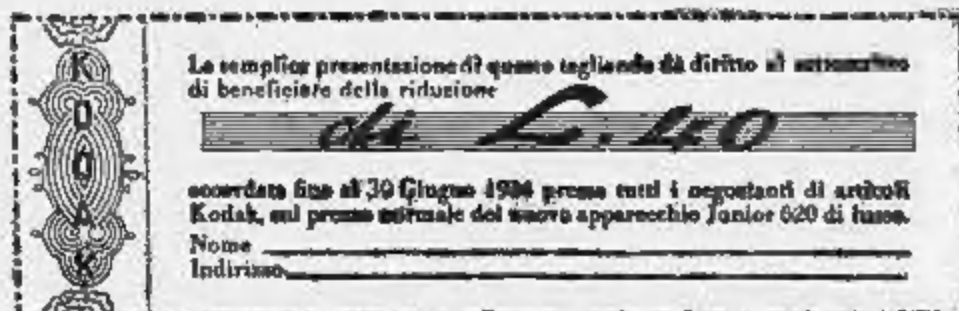 KODAK
La semplice presentazione di questo tagliando dà diritto al
di beneficiare della riduzione
di L. 40
accordata fino al 30 Giugno 1934 presso tutti i negozianti di articoli
Kodak, sul prezzo normale del nuovo apparecchio Junior 620 di lusso.
Nome
Indirizzo